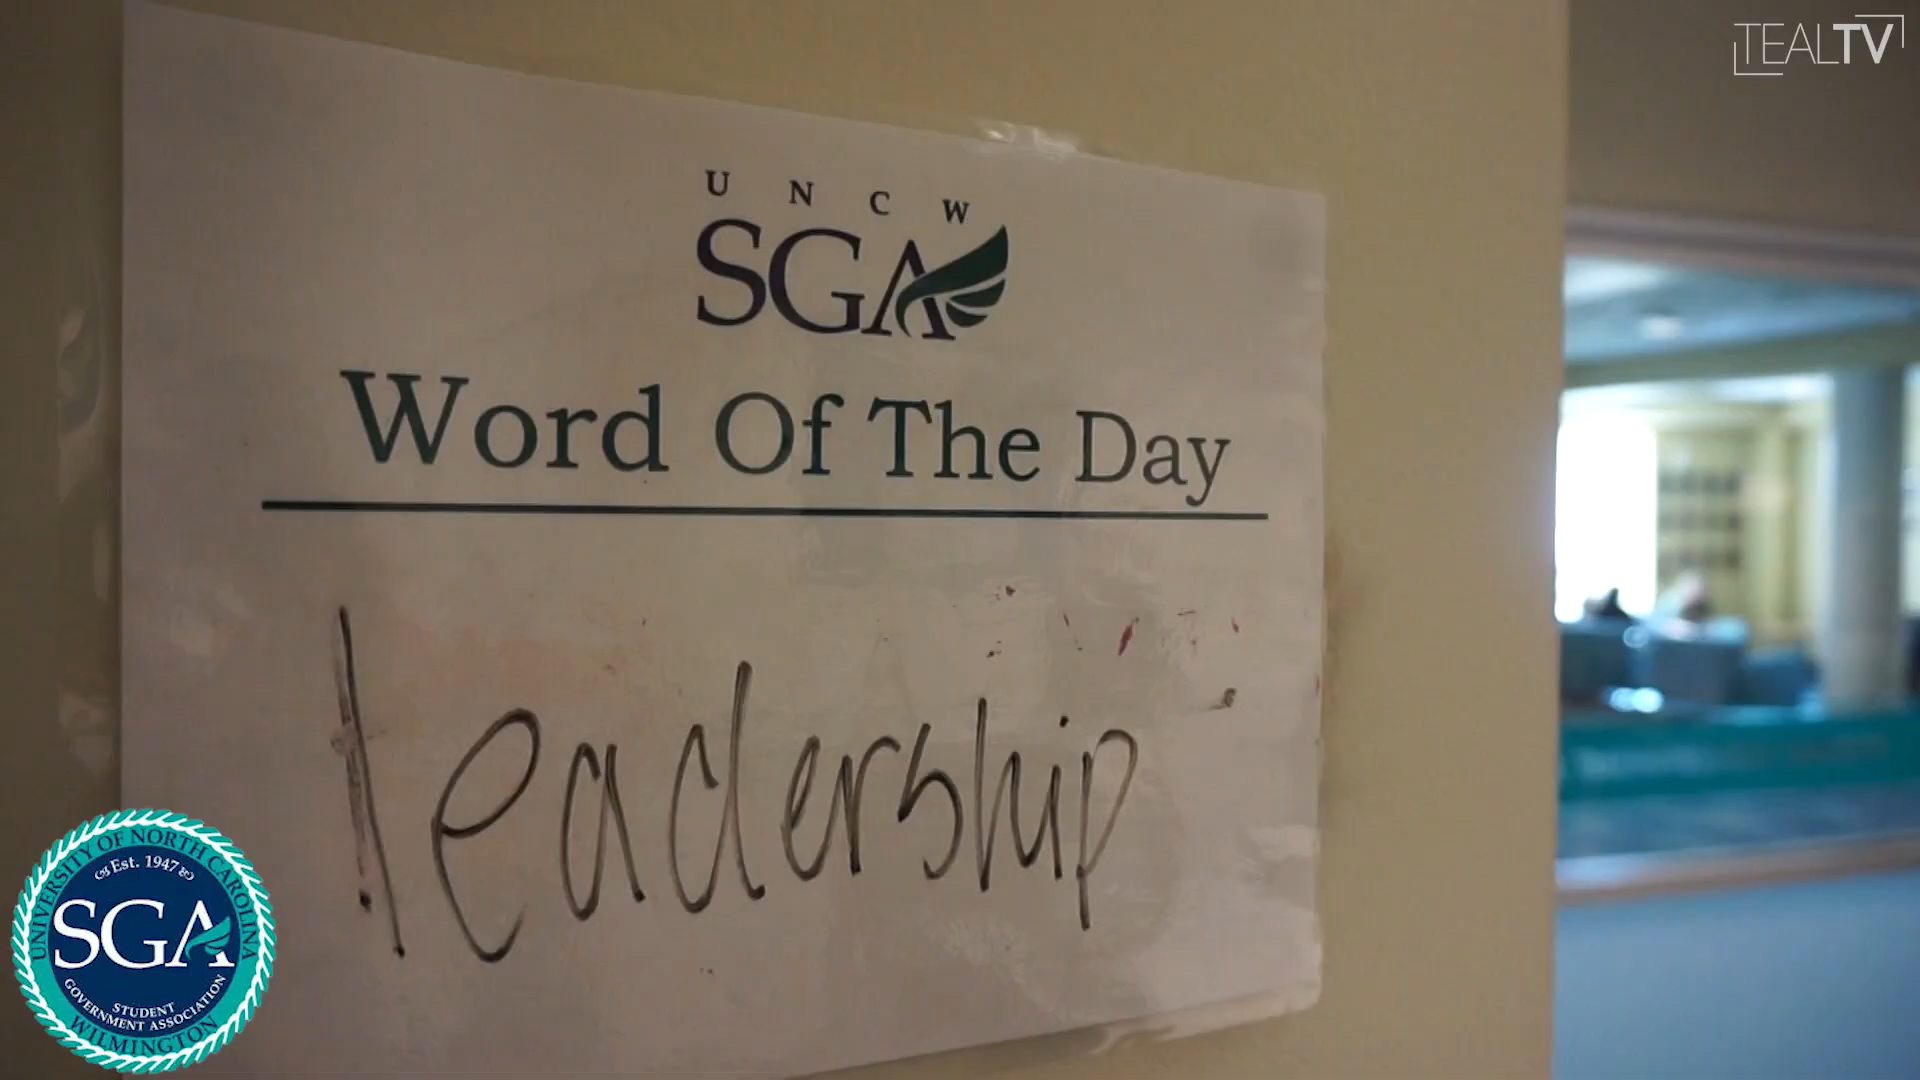 TEALTV
U N C W
SGA
Word Of The Day
leadership
UNIVERSITY OF NORTH CAROLINA
Est. 1947
SGA
STUDENT
GOVERNMENT ASSOCIATION
WILMINGTON